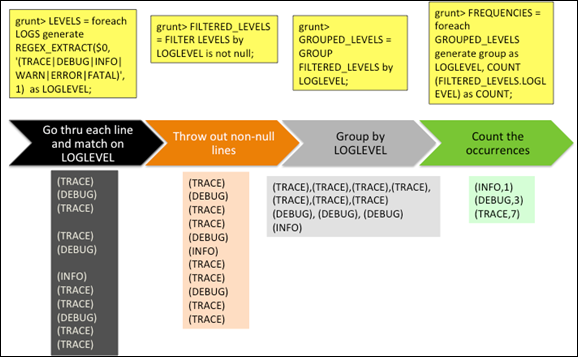 grunt> LEVELS = foreach
LOGS generate
REGEX_EXTRACT($0,
'(TRACE|DEBUG|INFO|
WARN|ERROR|FATAL)',
1)  as LOGLEVEL;
grunt> FILTERED_LEVELS
= FILTER LEVELS by
LOGLEVEL is not null;
grunt>
GROUPED_LEVELS =
GROUP
FILTERED_LEVELS by
LOGLEVEL;
grunt> FREQUENCIES =
foreach
GROUPED_LEVELS
generate group as
LOGLEVEL, COUNT
(FILTERED_LEVELS.LOGL
EVEL) as COUNT;
Go thru each line
and match on
LOGLEVEL
Throw out non-null
lines
Group by
LOGLEVEL
Count the
occurrences
(TRACE)
(DEBUG)
(TRACE)
(TRACE)
(DEBUG)
(INFO)
(TRACE)
(TRACE)
(DEBUG)
(TRACE)
(TRACE)
(TRACE)
(DEBUG)
(TRACE)
(TRACE)
(DEBUG)
(INFO)
(TRACE)
(TRACE)
(DEBUG)
(TRACE)
(TRACE)
(TRACE),(TRACE),(TRACE),(TRACE),
(TRACE),(TRACE),(TRACE)
(DEBUG), (DEBUG), (DEBUG)
(INFO)
(INFO,1)
(DEBUG,3)
(TRACE,7)